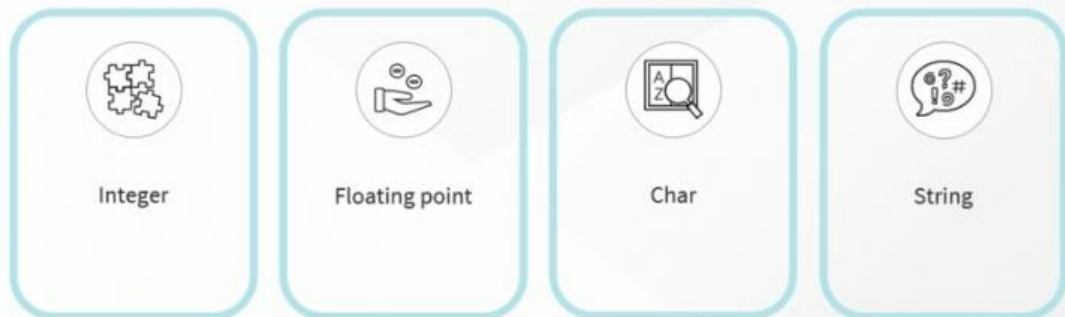 A
Z
?
!
#
Integer
Floating point
Char
String